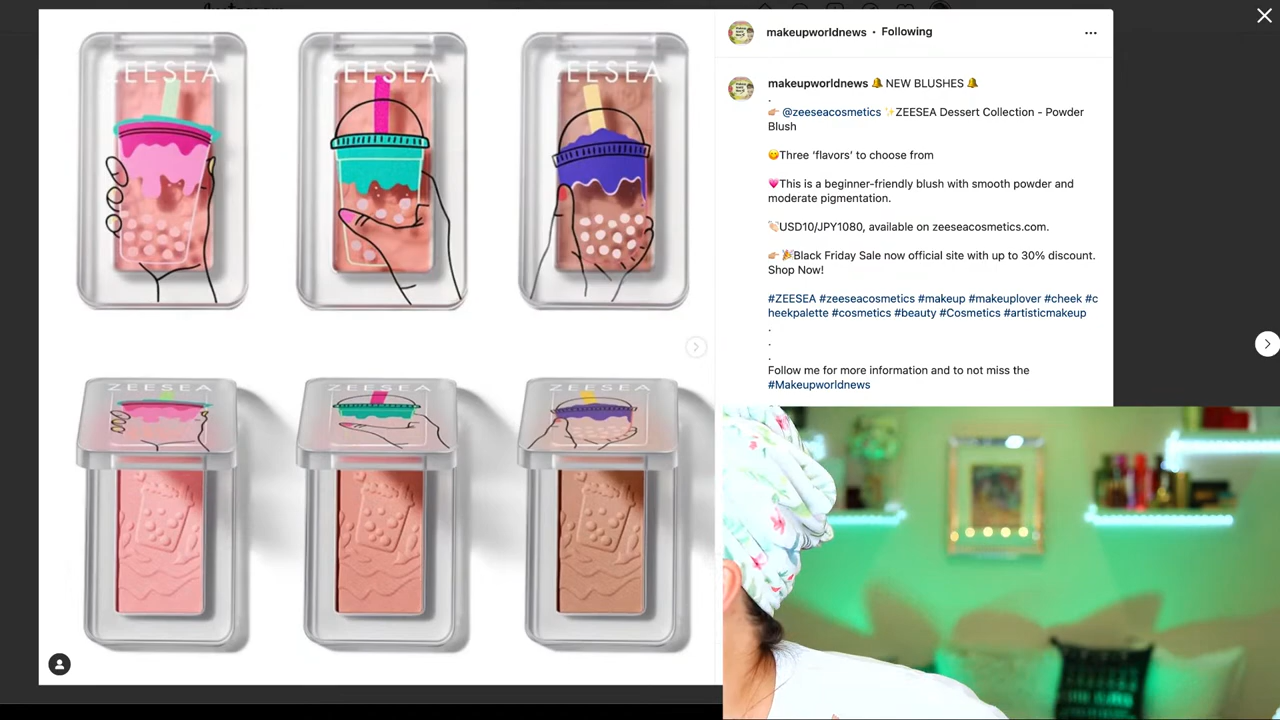 ZEESEA
ZEESEA
ZEESEA
ZEESEA
ZEESEA
ZEESEA
makeupworldnews • Following
makeupworldnews 🔔 NEW BLUSHES 🔔
.
👉🏼 @zeeseacosmetics ✨ZEESEA Dessert Collection - Powder
Blush
😋Three 'flavors' to choose from
💗This is a beginner-friendly blush with smooth powder and
moderate pigmentation.
🏷USD10/JPY1080, available on zeeseacosmetics.com.
👉🏼🎉Black Friday Sale now official site with up to 30% discount.
Shop Now!
#ZEESEA #zeeseacosmetics #makeup #makeuplover #cheek #c
heekpalette #cosmetics #beauty #Cosmetics #artisticmakeup
.
.
.
Follow me for more information and to not miss the
#Makeupworldnews